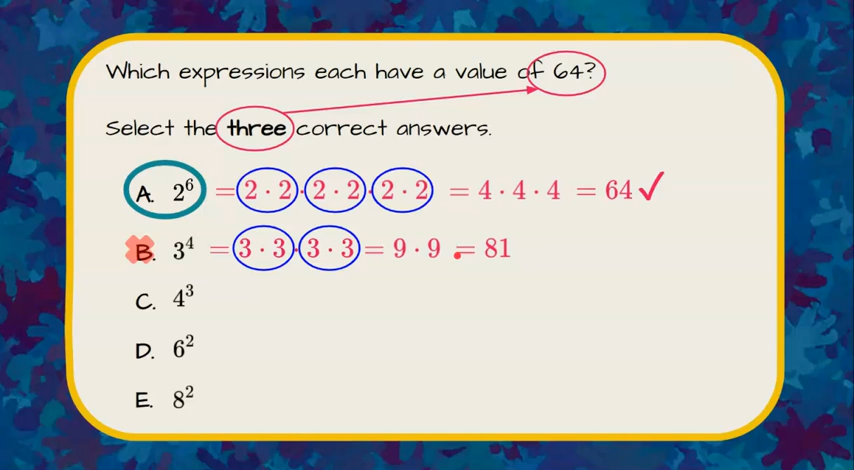 Which expressions each have a value of 64?
Select the three correct answers.
A. 2⁶ = 2 · 2 · 2 · 2 · 2 · 2 = 4 · 4 · 4 = 64 ✓
B. 3⁴ = 3 · 3 · 3 · 3 = 9 · 9 = 81
C. 4³
D. 6²
E. 8²